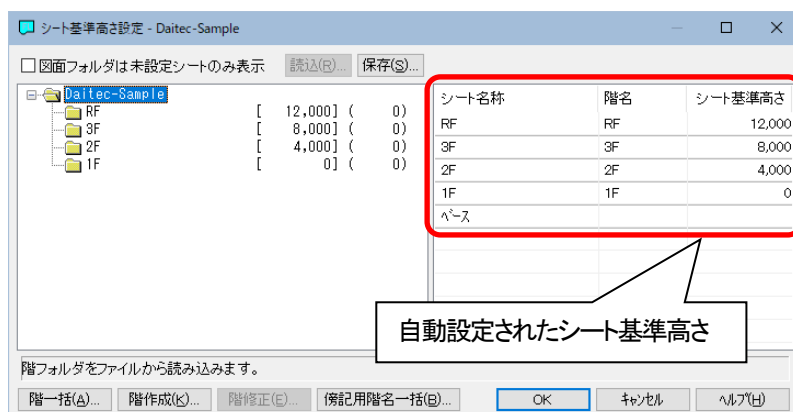 シート基準高さ設定 - Daitec-Sample
図面フォルダは未設定シートのみ表示 読込(R)... 保存(S)...
Daitec-Sample
RF [ 12,000] ( 0)
3F [ 8,000] ( 0)
2F [ 4,000] ( 0)
1F [ 0] ( 0)
シート名称 階名 シート基準高さ
RF RF 12,000
3F 3F 8,000
2F 2F 4,000
1F 1F 0
ﾍﾞｰｽ
自動設定されたシート基準高さ
階フォルダをファイルから読み込みます。
階一括(A)... 階作成(K)... 階修正(E)... 傍記用階名一括(B)... OK ｷｬﾝｾﾙ ﾍﾙﾌﾟ(H)